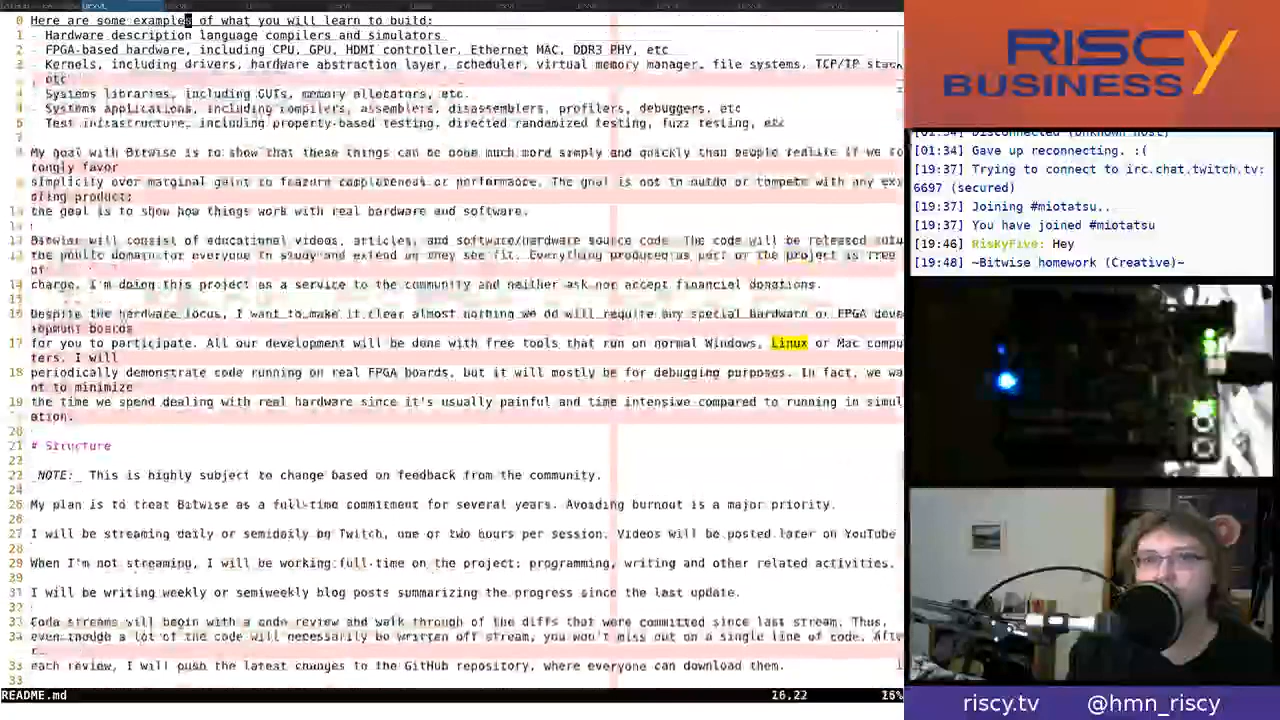 Here are some examples of what you will learn to build:
- Hardware description language compilers and simulators
- FPGA-based hardware, including CPU, GPU, HDMI controller, Ethernet MAC, DDR3 PHY, etc
- Kernels, including drivers, hardware abstraction layer, scheduler, virtual memory manager, file systems, TCP/IP stack,
etc
- Systems libraries, including GUIs, memory allocators, etc.
- Systems applications, including compilers, assemblers, disassemblers, profilers, debuggers, etc
- Test infrastructure, including property-based testing, directed randomized testing, fuzz testing, etc
My goal with Bitwise is to show that these things can be done much more simply and quickly than people realize if we s
trongly favor
simplicity over marginal gains in feature completeness or performance. The goal is not to outdo or compete with any ex
isting product;
the goal is to show how things work with real hardware and software.
Bitwise will consist of educational videos, articles, and software/hardware source code. The code will be released into
the public domain for everyone to study and extend as they see fit. Everything produced as part of the project is free
of
charge. I'm doing this project as a service to the community and neither ask nor accept financial donations.
Despite the hardware focus, I want to make it clear almost nothing we do will require any special hardware or FPGA deve
lopment boards
for you to participate. All our development will be done with free tools that run on normal Windows, Linux or Mac compu
ters. I will
periodically demonstrate code running on real FPGA boards, but it will mostly be for debugging purposes. In fact, we wa
nt to minimize
the time we spend dealing with real hardware since it's usually painful and time intensive compared to running in simul
ation.
# Structure
_NOTE:_ This is highly subject to change based on feedback from the community.
My plan is to treat Bitwise as a full-time commitment for several years. Avoiding burnout is a major priority.
I will be streaming daily or semidaily on Twitch, one or two hours per session. Videos will be posted later on YouTube
When I'm not streaming, I will be working full-time on the project: programming, writing and other related activities.
I will be writing weekly or semiweekly blog posts summarizing the progress since the last update.
Code streams will begin with a code review and walk through of the diffs that were committed since last stream. Thus,
even though a lot of the code will necessarily be written off stream, you won't miss out on a single line of code. Afte
r
each review, I will push the latest changes to the GitHub repository, where everyone can download them.
README.md 16,22 16%
RISCY
BUSINESS
[01:34] Disconnected (Unknown host)
[01:34] Gave up reconnecting. :(
[19:37] Trying to connect to irc.chat.twitch.tv:
6697 (secured)
[19:37] Joining #miotatsu..
[19:37] You have joined #miotatsu
[19:46] RiskyFive: Hey
[19:48] ~Bitwise homework (Creative)~
riscy.tv @hmn_riscy